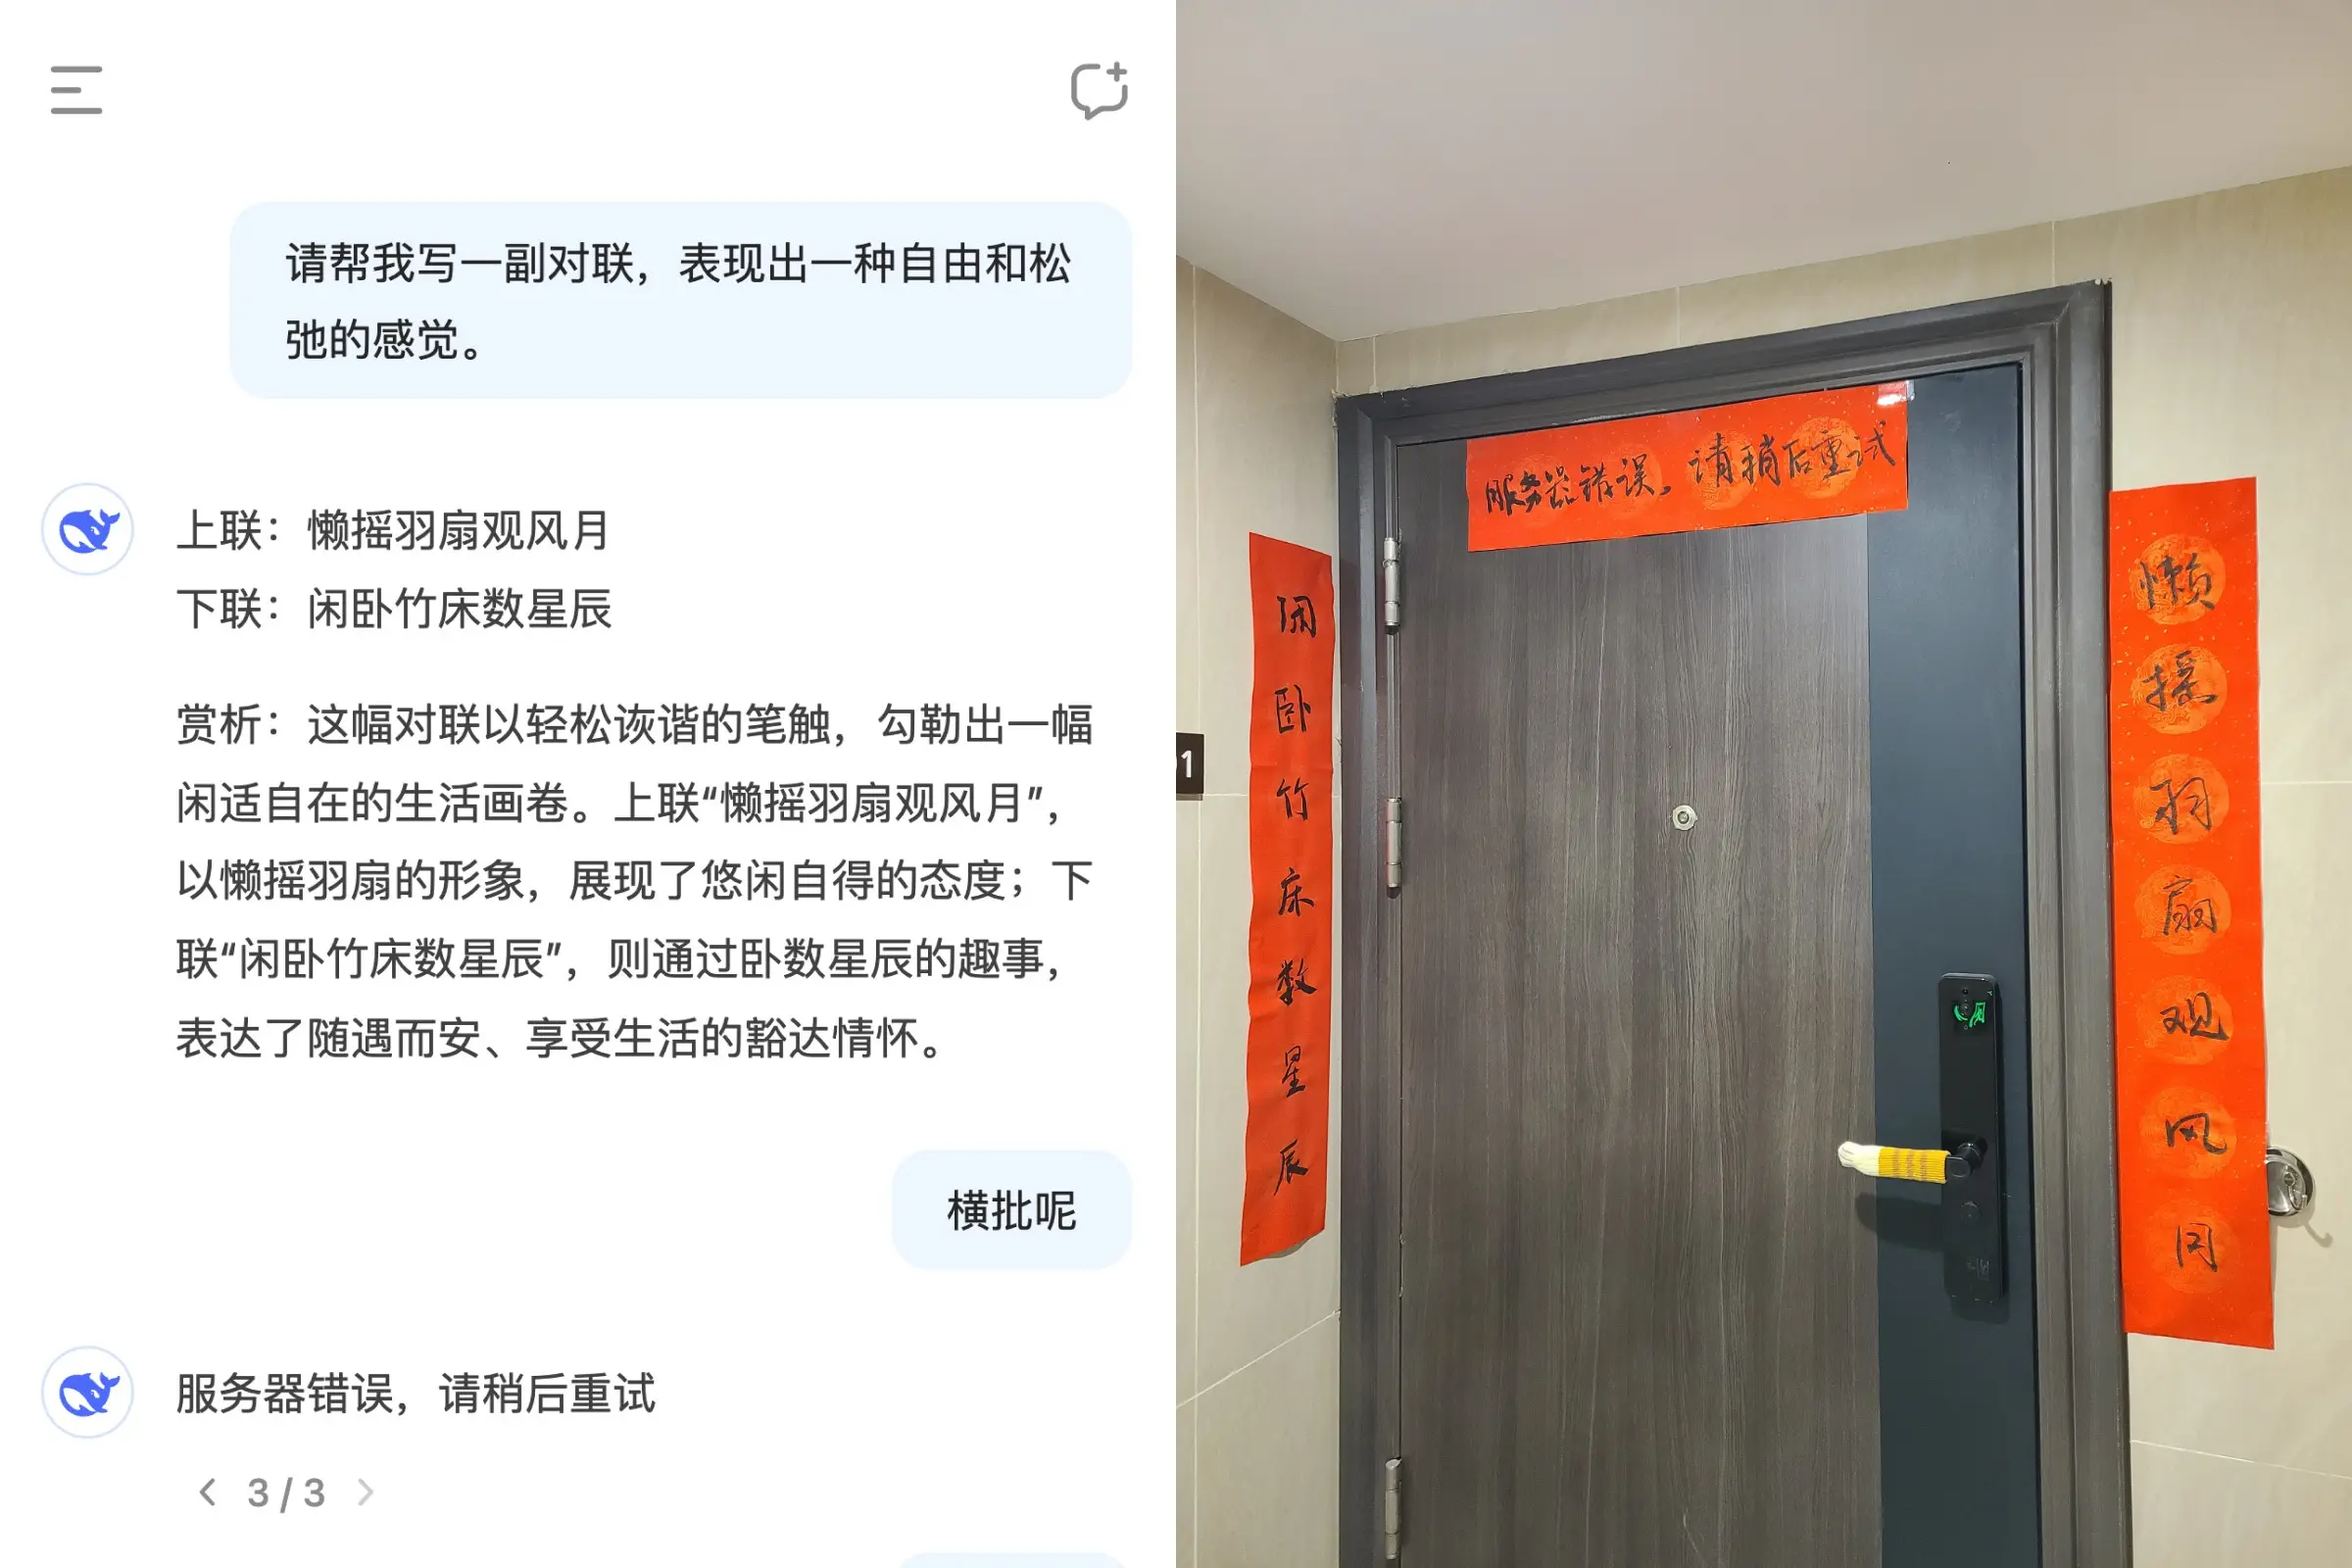 请帮我写一副对联，表现出一种自由和松
弛的感觉。
上联：懒摇羽扇观风月
下联：闲卧竹床数星辰
赏析：这幅对联以轻松诙谐的笔触，勾勒出一幅
闲适自在的生活画卷。上联“懒摇羽扇观风月”，
以懒摇羽扇的形象，展现了悠闲自得的态度；下
联“闲卧竹床数星辰”，则通过卧数星辰的趣事，
表达了随遇而安、享受生活的豁达情怀。
横批呢
服务器错误，请稍后重试
3 / 3
服务器错误，请稍后重试
懒摇羽扇观风月
闲卧竹床数星辰
1